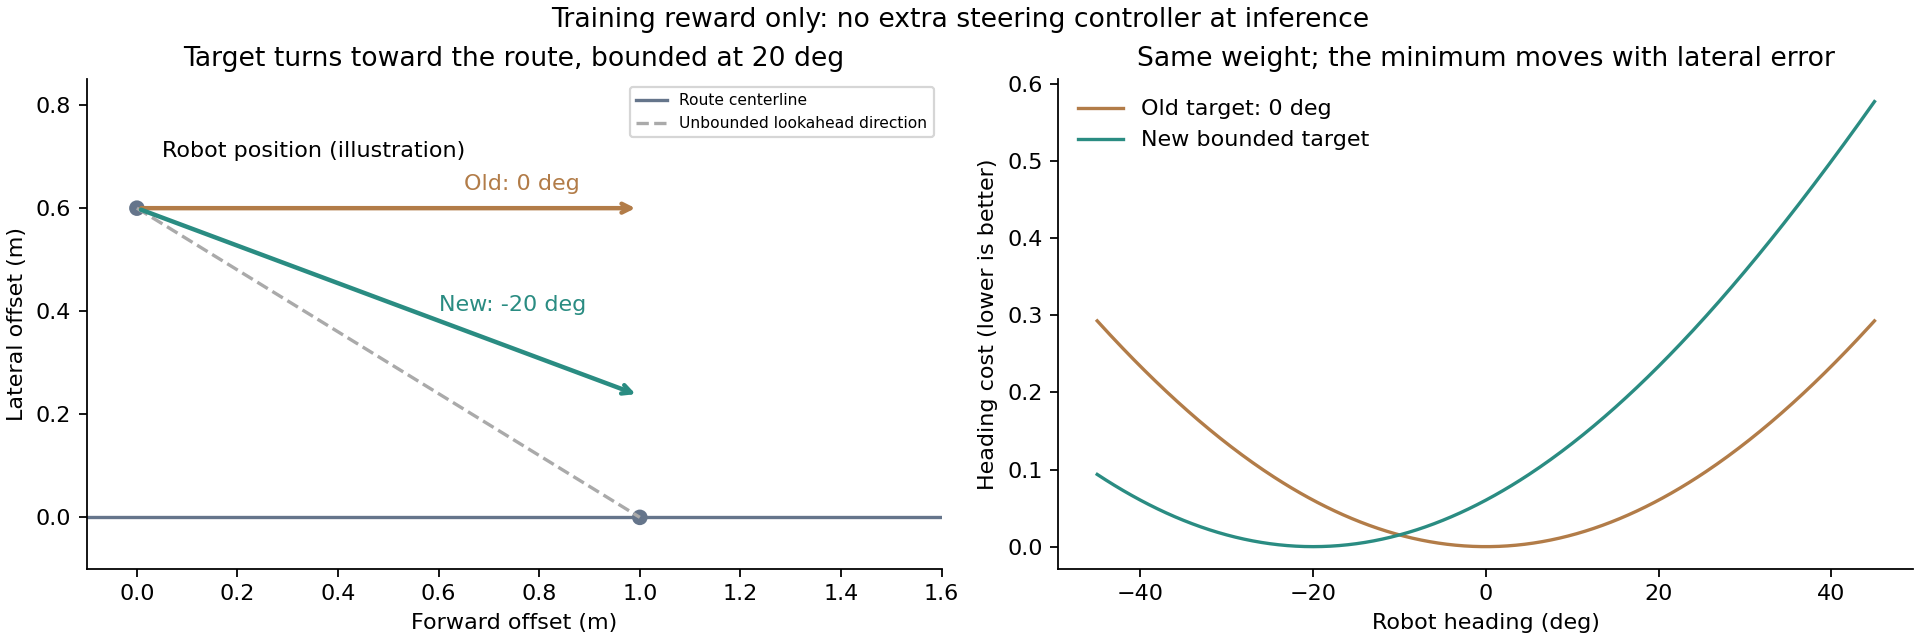 Training reward only: no extra steering controller at inference
Target turns toward the route, bounded at 20 deg
Route centerline
Unbounded lookahead direction
Robot position (illustration)
Old: 0 deg
New: -20 deg
Lateral offset (m)
0.8
0.6
0.4
0.2
0.0
0.0 0.2 0.4 0.6 0.8 1.0 1.2 1.4 1.6
Forward offset (m)
Same weight; the minimum moves with lateral error
Old target: 0 deg
New bounded target
Heading cost (lower is better)
0.6
0.5
0.4
0.3
0.2
0.1
0.0
−40 −20 0 20 40
Robot heading (deg)